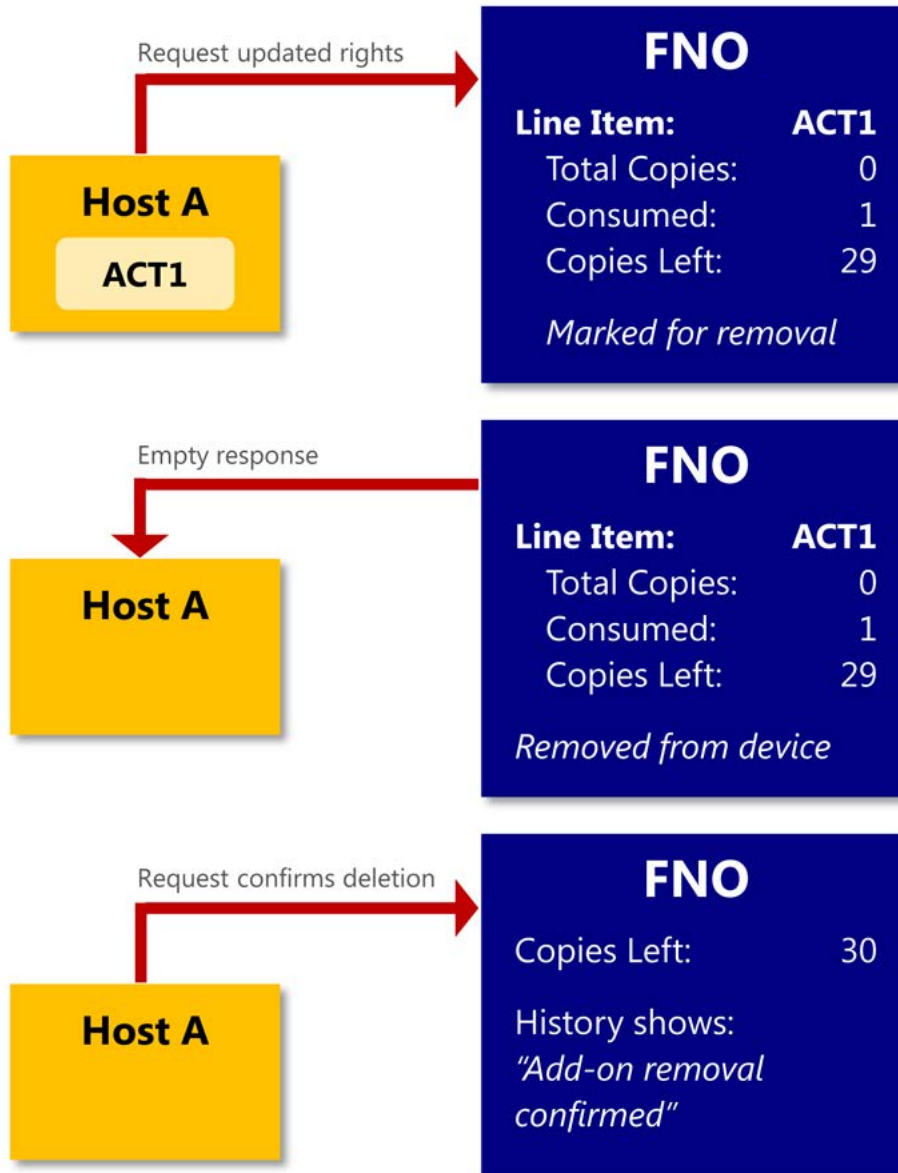 Request updated rights
FNO
Line Item: ACT1
Total Copies: 0
Consumed: 1
Copies Left: 29
Marked for removal
Host A
ACT1
Empty response
FNO
Line Item: ACT1
Total Copies: 0
Consumed: 1
Copies Left: 29
Removed from device
Host A
Request confirms deletion
FNO
Copies Left: 30
History shows:
“Add-on removal
confirmed”
Host A